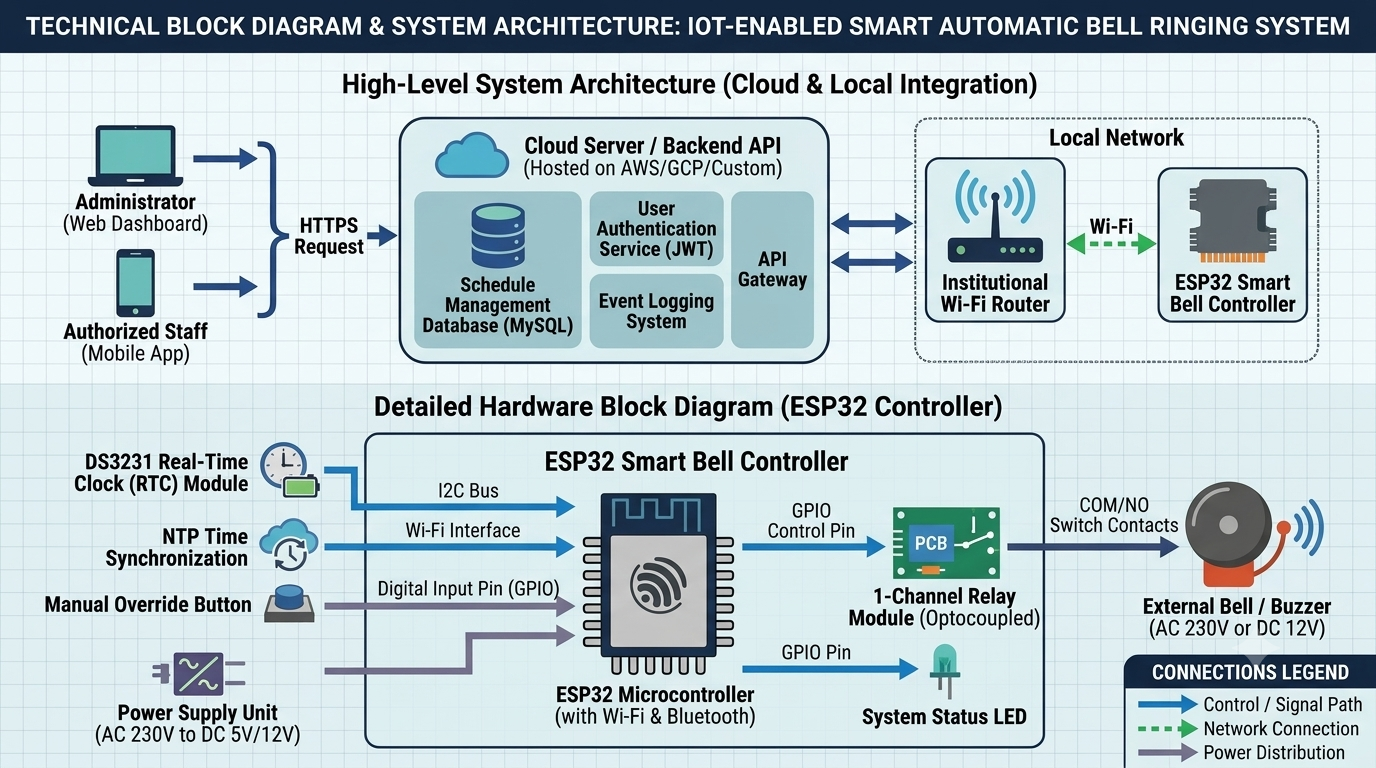 TECHNICAL BLOCK DIAGRAM & SYSTEM ARCHITECTURE: IOT-ENABLED SMART AUTOMATIC BELL RINGING SYSTEM
High-Level System Architecture (Cloud & Local Integration)
Administrator
(Web Dashboard)
Authorized Staff
(Mobile App)
HTTPS
Request
Cloud Server / Backend API
(Hosted on AWS/GCP/Custom)
Schedule
Management
Database (MySQL)
User
Authentication
Service (JWT)
Event Logging
System
API
Gateway
Local Network
Institutional
Wi-Fi Router
Wi-Fi
ESP32 Smart
Bell Controller
Detailed Hardware Block Diagram (ESP32 Controller)
DS3231 Real-Time
Clock (RTC) Module
NTP Time
Synchronization
Manual Override Button
Power Supply Unit
(AC 230V to DC 5V/12V)
ESP32 Smart Bell Controller
I2C Bus
Wi-Fi Interface
Digital Input Pin (GPIO)
ESP32 Microcontroller
(with Wi-Fi & Bluetooth)
GPIO
Control Pin
PCB
1-Channel Relay
Module (Optocoupled)
GPIO Pin
System Status LED
COM/NO
Switch Contacts
External Bell / Buzzer
(AC 230V or DC 12V)
CONNECTIONS LEGEND
Control / Signal Path
Network Connection
Power Distribution